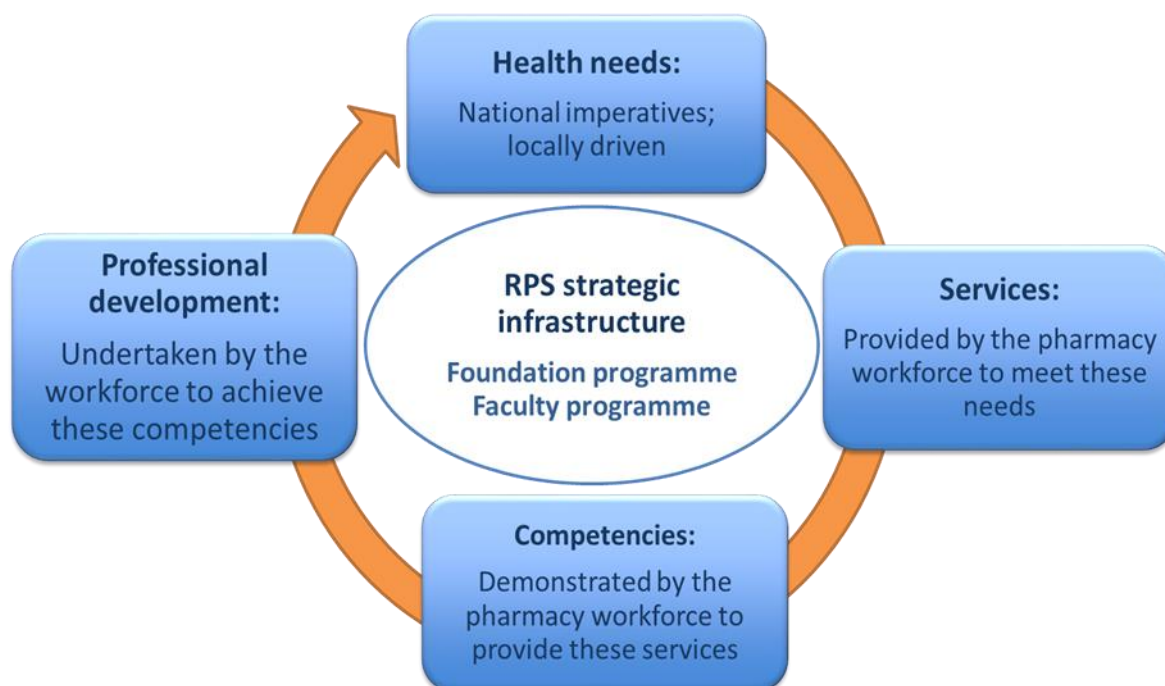 Health needs:
National imperatives;
locally driven
Services:
Provided by the pharmacy
workforce to meet these
needs
Competencies:
Demonstrated by the
pharmacy workforce to
provide these services
Professional
development:
Undertaken by the
workforce to achieve
these competencies
RPS strategic
infrastructure
Foundation programme
Faculty programme